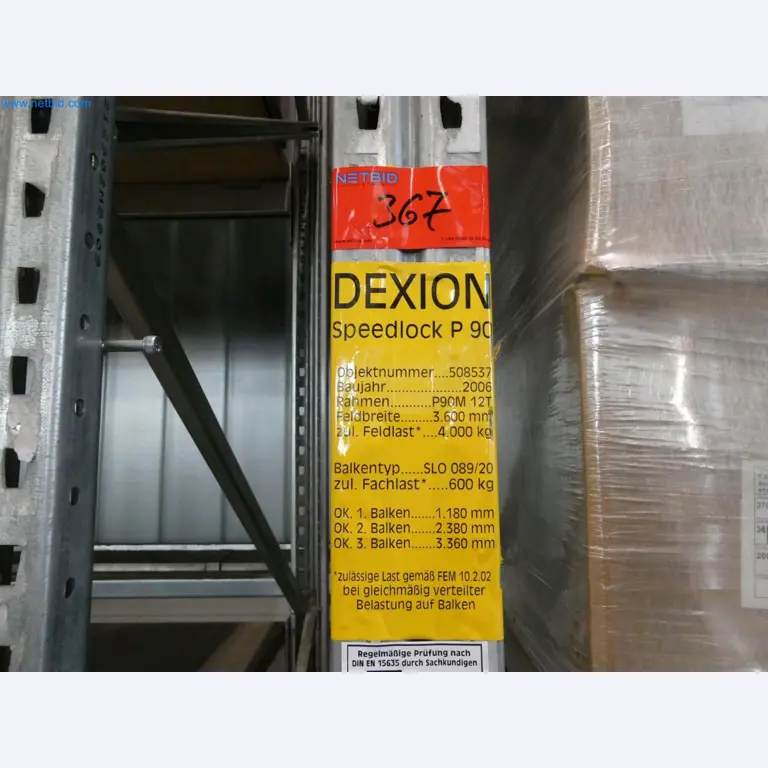 www.netbid.com
NETBID
367
DEXION
Speedlock P 90
Objektnummer....508537
Baujahr......................2006
Rahmen............P90M 12T
Feldbreite.........3.600 mm
zul. Feldlast*....4.000 kg
Balkentyp......SLO 089/20
zul. Fachlast*.....600 kg
OK. 1. Balken.......1.180 mm
OK. 2. Balken.......2.380 mm
OK. 3. Balken.......3.360 mm
*zulässige Last gemäß FEM 10.2.02
bei gleichmäßig verteilter
Belastung auf Balken
Regelmäßige Prüfung nach
DIN EN 15635 durch Sachkundigen